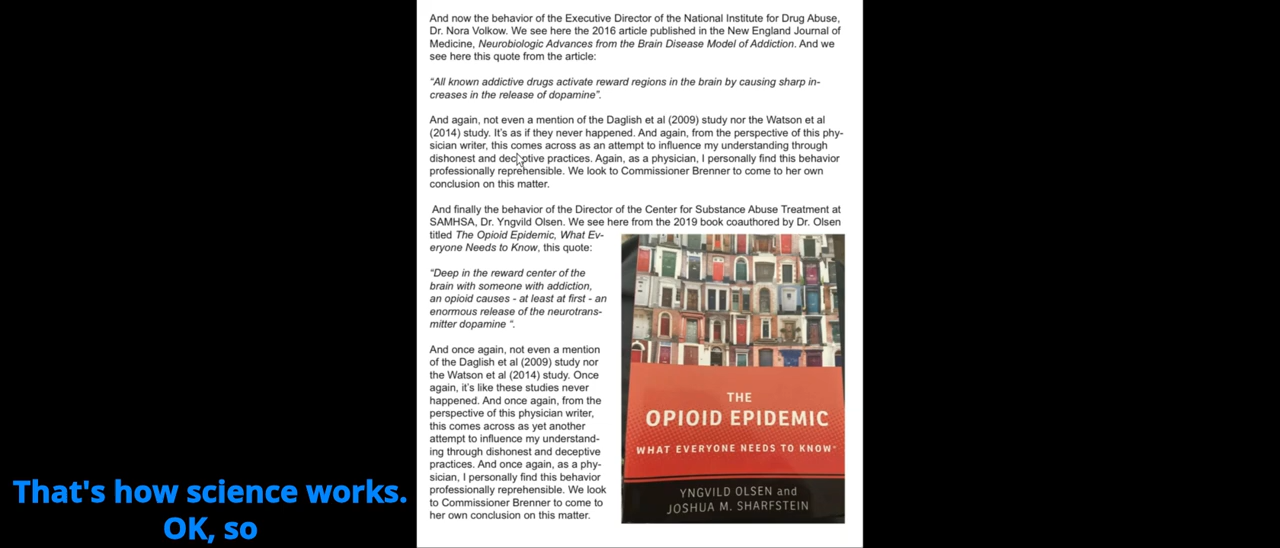 And now the behavior of the Executive Director of the National Institute for Drug Abuse,
Dr. Nora Volkow. We see here the 2016 article published in the New England Journal of
Medicine, Neurobiologic Advances from the Brain Disease Model of Addiction. And we
see here this quote from the article:
“All known addictive drugs activate reward regions in the brain by causing sharp in-
creases in the release of dopamine”.
And again, not even a mention of the Daglish et al (2009) study nor the Watson et al
(2014) study. It’s as if they never happened. And again, from the perspective of this phy-
sician writer, this comes across as an attempt to influence my understanding through
dishonest and deceptive practices. Again, as a physician, I personally find this behavior
professionally reprehensible. We look to Commissioner Brenner to come to her own
conclusion on this matter.
And finally the behavior of the Director of the Center for Substance Abuse Treatment at
SAMHSA, Dr. Yngvild Olsen. We see here from the 2019 book coauthored by Dr. Olsen
titled The Opioid Epidemic, What Ev-
eryone Needs to Know, this quote:
“Deep in the reward center of the
brain with someone with addiction,
an opioid causes - at least at first - an
enormous release of the neurotrans-
mitter dopamine “.
And once again, not even a mention
of the Daglish et al (2009) study nor
the Watson et al (2014) study. Once
again, it’s like these studies never
happened. And once again, from the
perspective of this physician writer,
this comes across as yet another
attempt to influence my understand-
ing through dishonest and deceptive
practices. And once again, as a phy-
sician, I personally find this behavior
professionally reprehensible. We look
to Commissioner Brenner to come to
her own conclusion on this matter.
THE
OPIOID EPIDEMIC
WHAT EVERYONE NEEDS TO KNOW®
YNGVILD OLSEN and
JOSHUA M. SHARFSTEIN
That's how science works.
OK, so